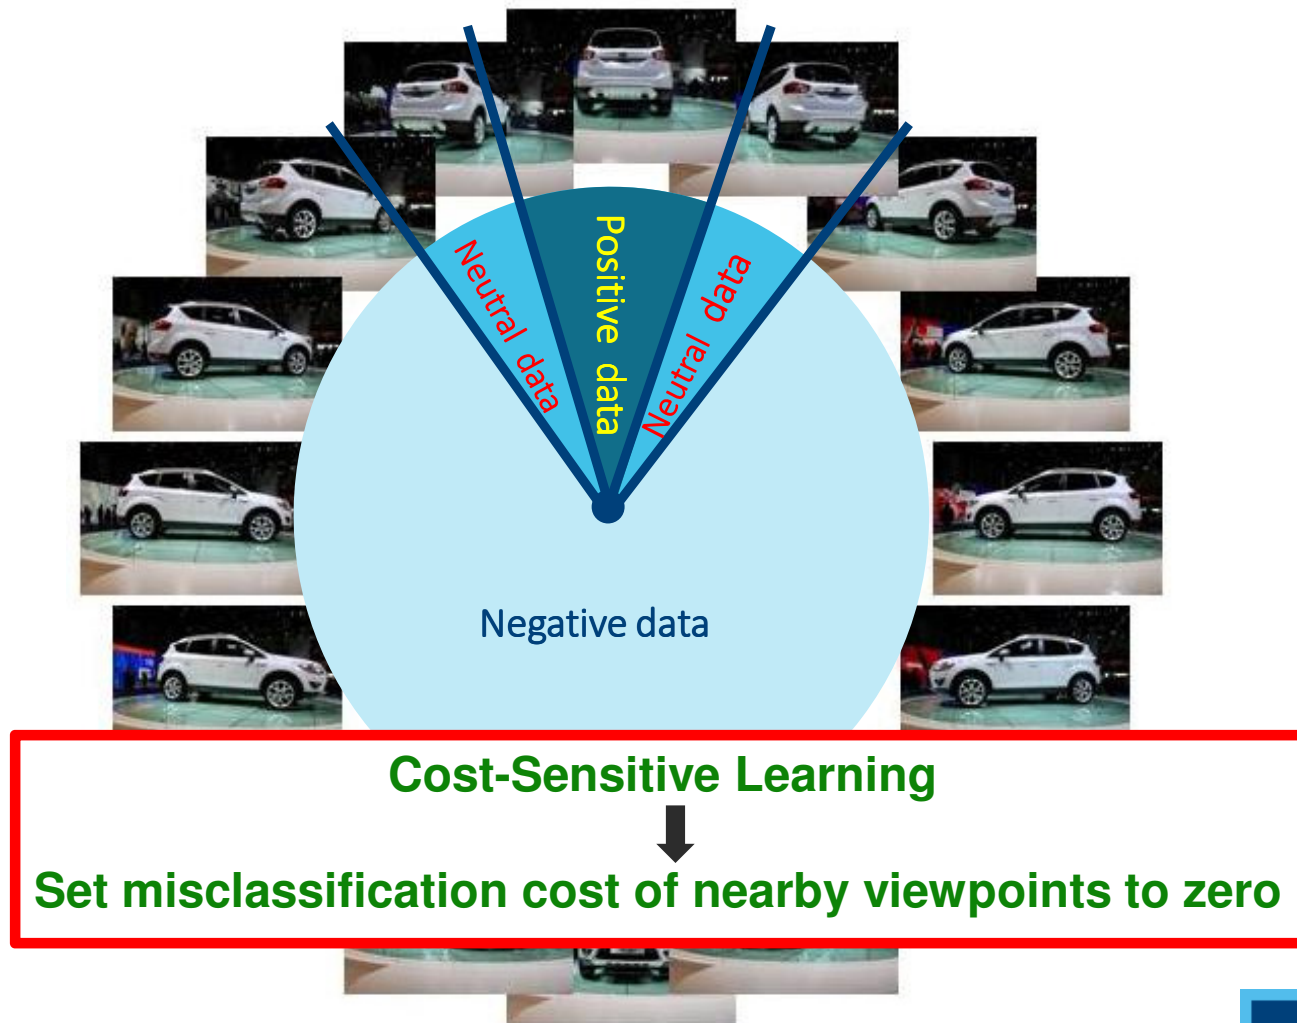 Neutral data
Positive data
Neutral data
Negative data
Cost-Sensitive Learning
Set misclassification cost of nearby viewpoints to zero